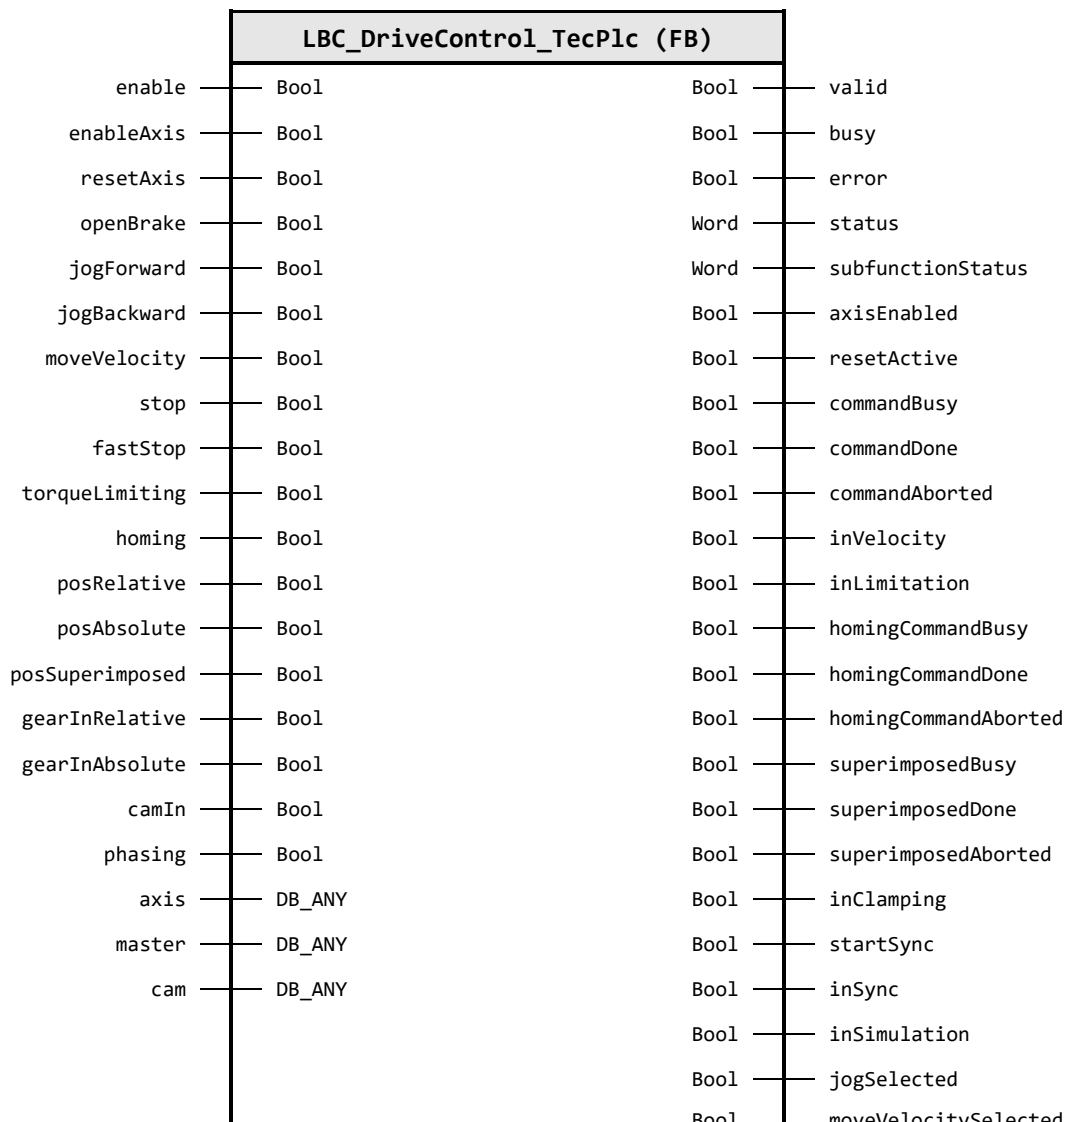 LBC_DriveControl_TecPlc (FB)
enable Bool Bool valid
enableAxis Bool Bool busy
resetAxis Bool Bool error
openBrake Bool Word status
jogForward Bool Word subfunctionStatus
jogBackward Bool Bool axisEnabled
moveVelocity Bool Bool resetActive
stop Bool Bool commandBusy
fastStop Bool Bool commandDone
torqueLimiting Bool Bool commandAborted
homing Bool Bool inVelocity
posRelative Bool Bool inLimitation
posAbsolute Bool Bool homingCommandBusy
posSuperimposed Bool Bool homingCommandDone
gearInRelative Bool Bool homingCommandAborted
gearInAbsolute Bool Bool superimposedBusy
camIn Bool Bool superimposedDone
phasing Bool Bool superimposedAborted
axis DB_ANY Bool inClamping
master DB_ANY Bool startSync
cam DB_ANY Bool inSync
Bool inSimulation
Bool jogSelected
Bool moveVelocitySelected